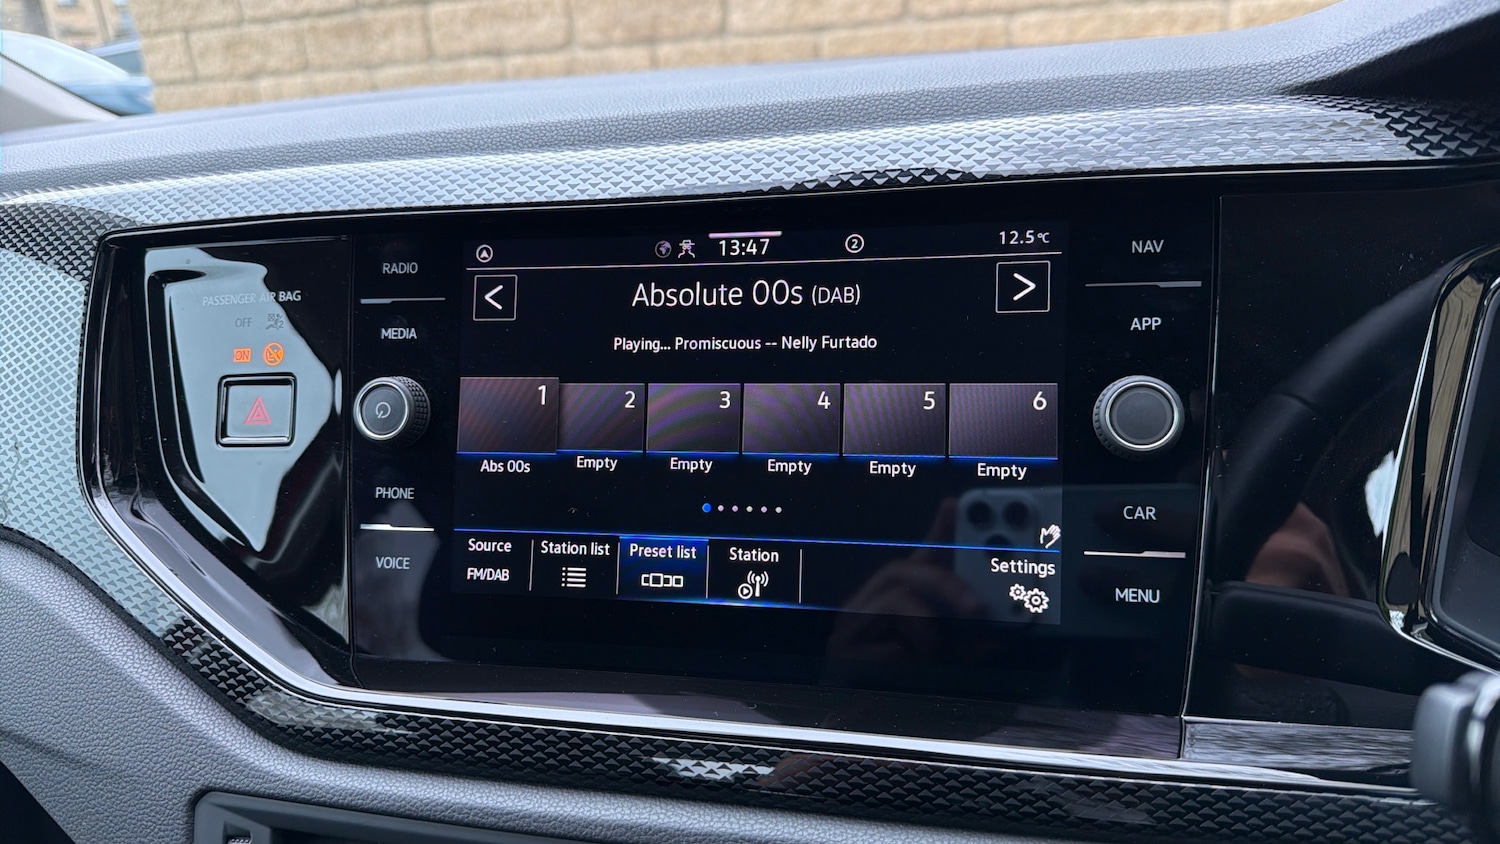 PASSENGER AIR BAG
OFF
ON
RADIO
MEDIA
PHONE
VOICE
13:47
2
12.5°C
< Absolute 00s (DAB) >
Playing... Promiscuous -- Nelly Furtado
1 2 3 4 5 6
Abs 00s Empty Empty Empty Empty Empty
Source Station list Preset list Station Settings
FM/DAB
NAV
APP
CAR
MENU